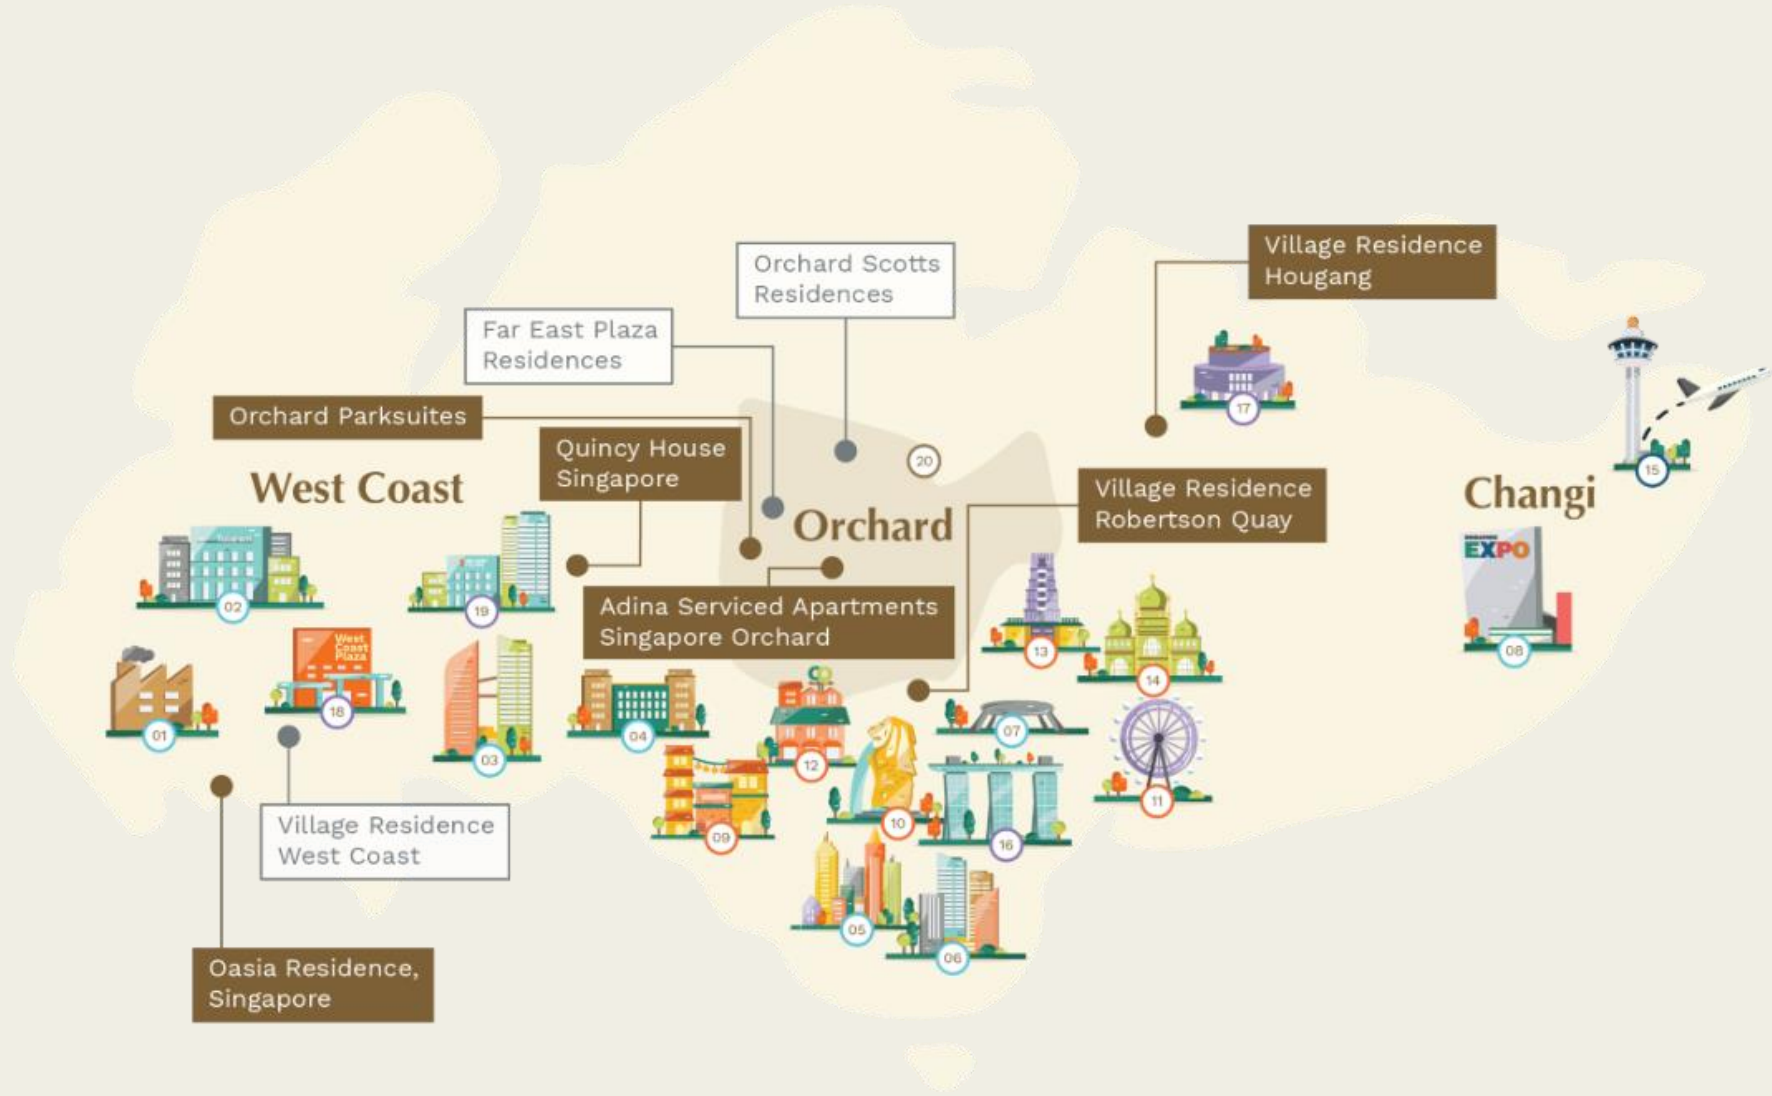 Orchard Scotts
Residences
Village Residence
Hougang
Far East Plaza
Residences
Orchard Parksuites
Quincy House
Singapore
West Coast
Village Residence
Robertson Quay
Changi
Orchard
20
17
15
EXPO
02
19
Adina Serviced Apartments
Singapore Orchard
West
Coast
Plaza
13
14
08
01
18
03
04
12
07
11
09
10
16
Village Residence
West Coast
05
06
Oasia Residence,
Singapore